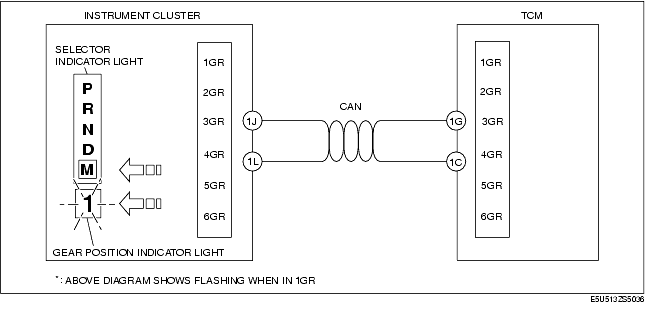 INSTRUMENT CLUSTER
TCM
SELECTOR
INDICATOR LIGHT
P
R
N
D
M
1
1GR
2GR
3GR
4GR
5GR
6GR
1J
1L
CAN
1G
1C
1GR
2GR
3GR
4GR
5GR
6GR
GEAR POSITION INDICATOR LIGHT
*: ABOVE DIAGRAM SHOWS FLASHING WHEN IN 1GR
E5U513ZS5036